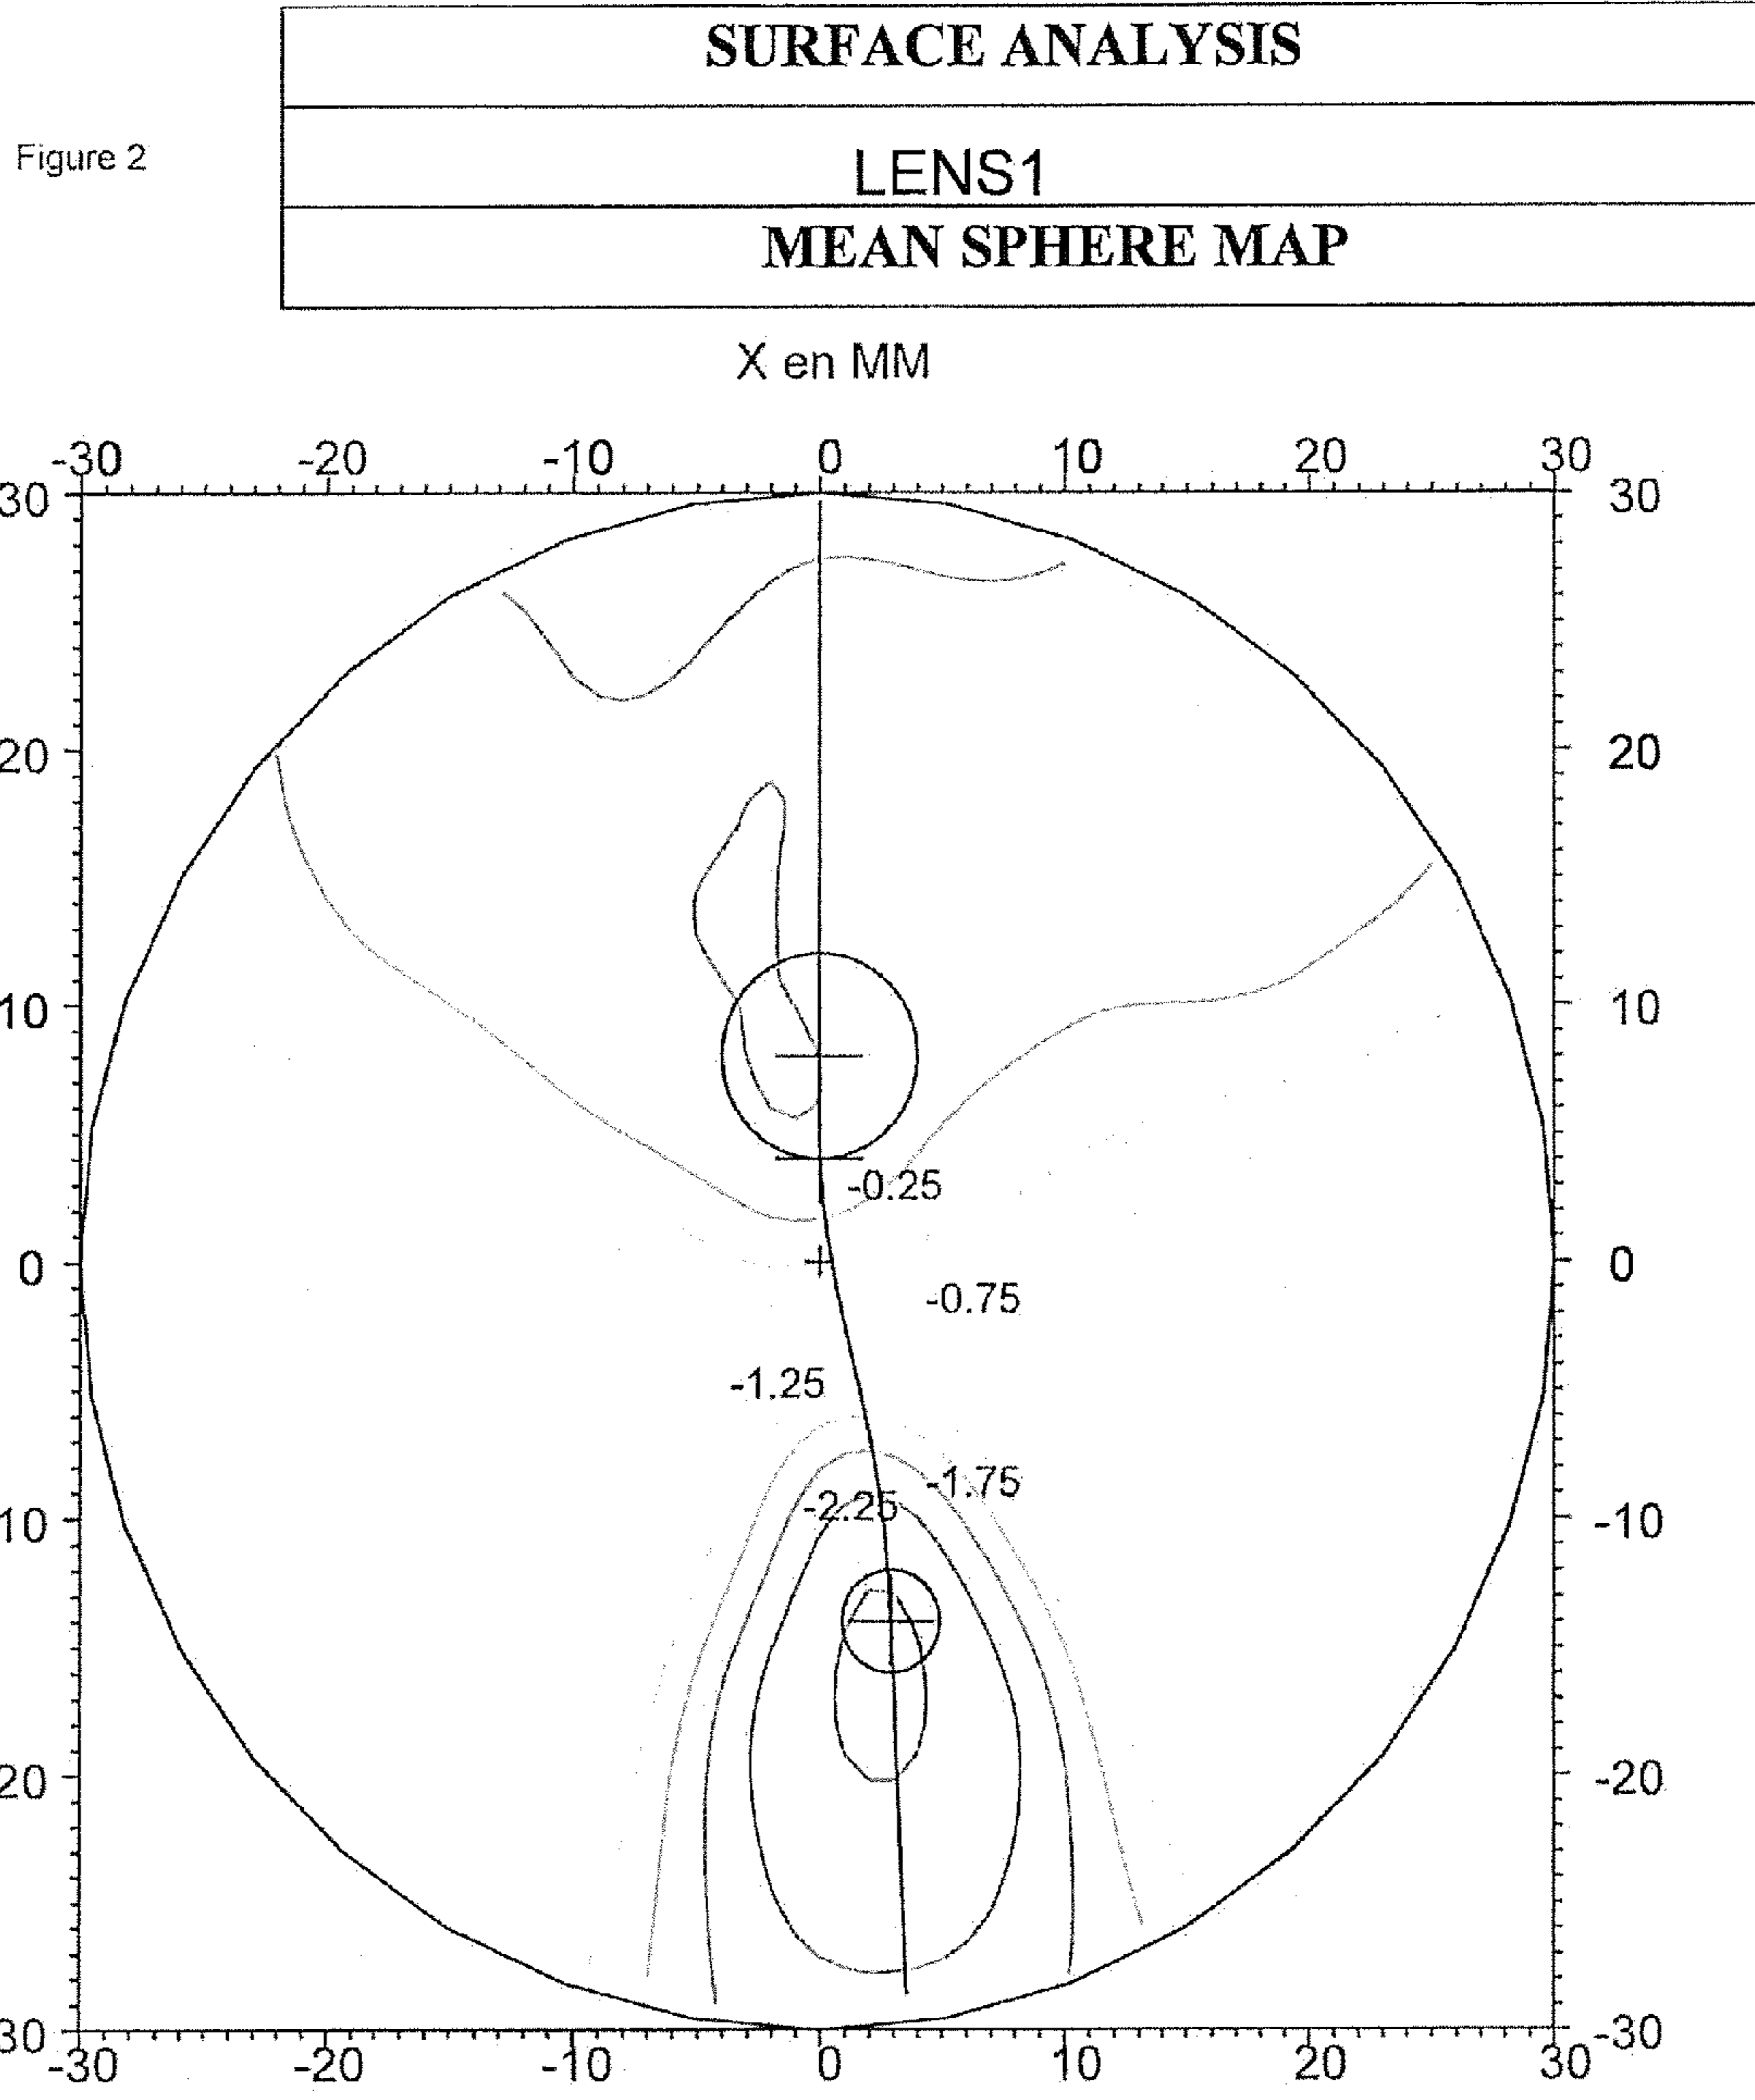 SURFACE ANALYSIS
Figure 2
LENS1
MEAN SPHERE MAP
X en MM
-30 -20 -10 0 10 20 30
30 30
20 20
10 10
-0.25
0 0
-0.75
-1.25
-1.75
-2.25
10 -10
20 -20
30 -30
-30 -20 -10 0 10 20 30